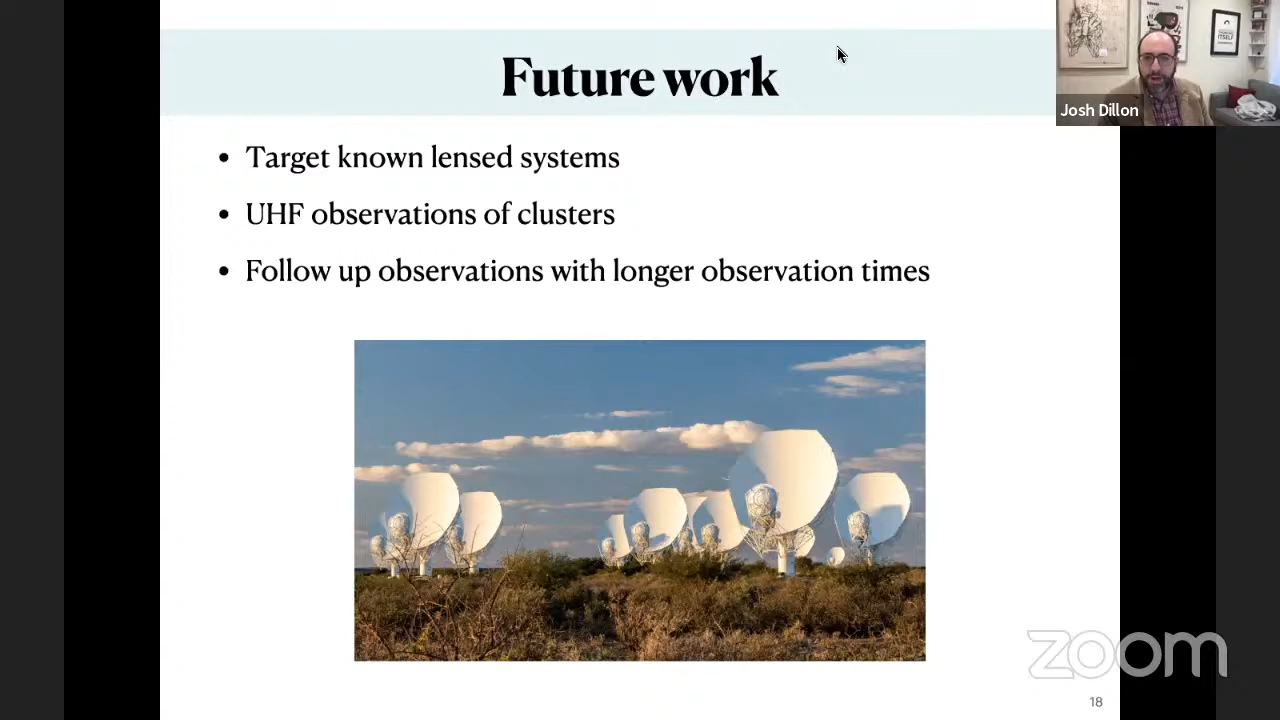 Future work
Josh Dillon
• Target known lensed systems
• UHF observations of clusters
• Follow up observations with longer observation times
zoom
18